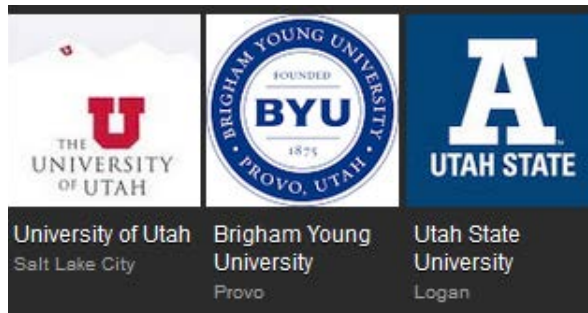 U
THE
UNIVERSITY
OF UTAH
BRIGHAM YOUNG UNIVERSITY
FOUNDED
BYU
1875
• PROVO, UTAH •
A
UTAH STATE
University of Utah
Salt Lake City
Brigham Young
University
Provo
Utah State
University
Logan